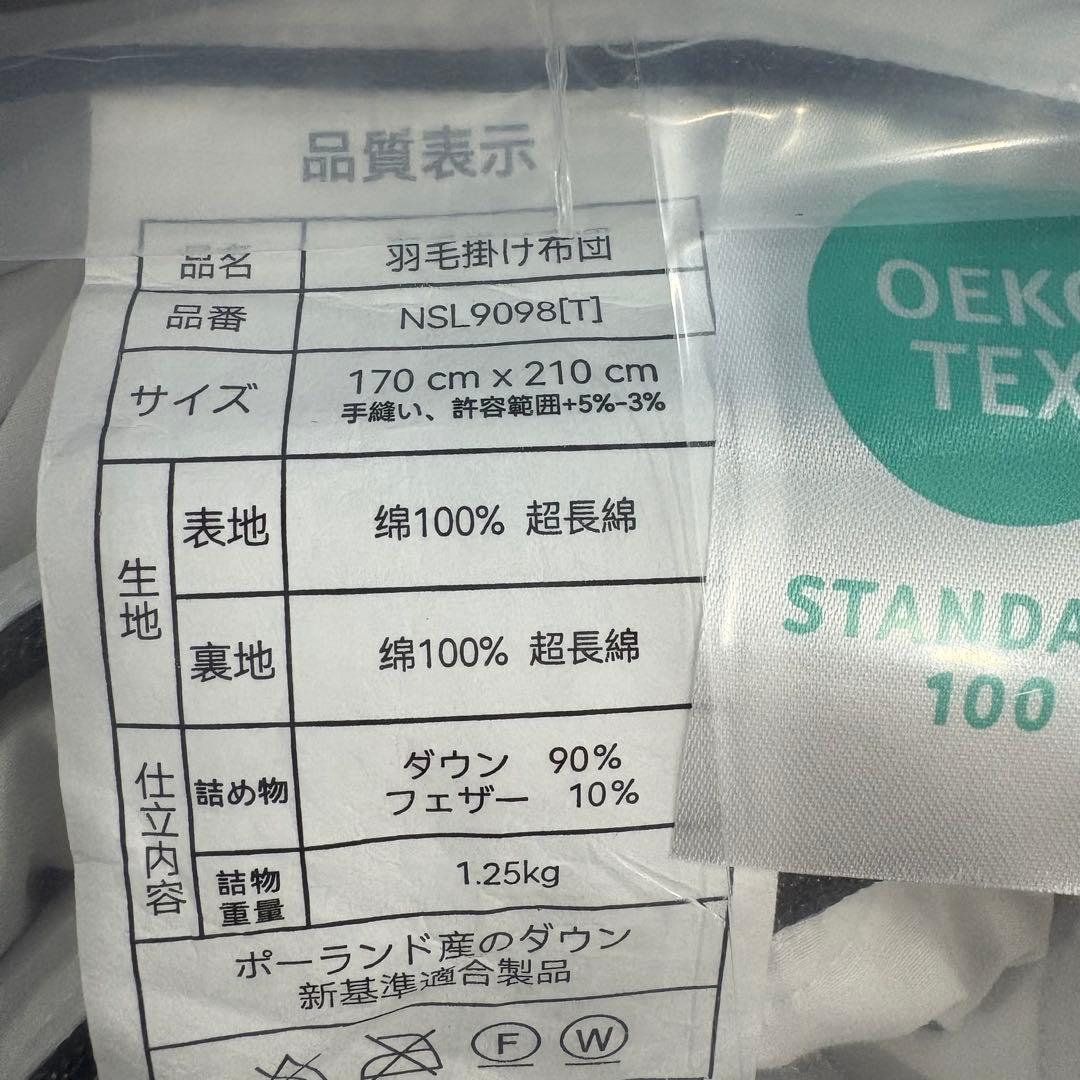 品質表示
品名 羽毛掛け布団
品番 NSL9098[T]
サイズ 170 cm x 210 cm
手縫い、許容範囲+5%-3%
生地 表地 绵100% 超長綿
裏地 绵100% 超長綿
仕立内容 詰め物 ダウン 90%
フェザー 10%
詰物重量 1.25kg
ポーランド産のダウン
新基準適合製品
F W
OEKO
TEX
STANDA
100